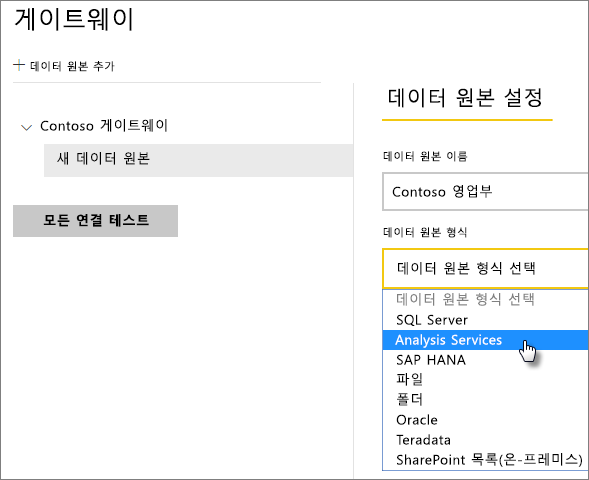 게이트웨이
+ 데이터 원본 추가
Contoso 게이트웨이
새 데이터 원본
모든 연결 테스트
데이터 원본 설정
데이터 원본 이름
Contoso 영업부
데이터 원본 형식
데이터 원본 형식 선택
데이터 원본 형식 선택
SQL Server
Analysis Services
SAP HANA
파일
폴더
Oracle
Teradata
SharePoint 목록(온-프레미스)